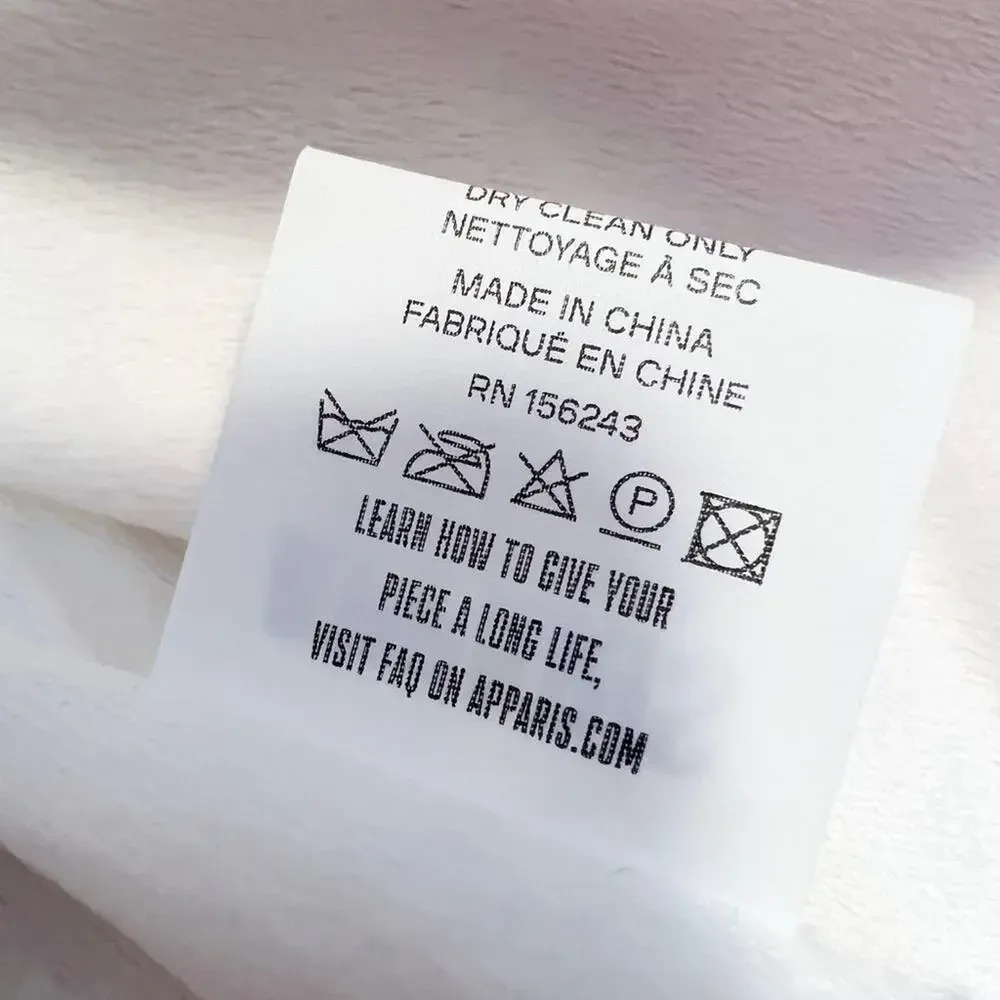 DRY CLEAN ONLY
NETTOYAGE À SEC
MADE IN CHINA
FABRIQUÉ EN CHINE
RN 156243
P
LEARN HOW TO GIVE YOUR
PIECE A LONG LIFE,
VISIT FAQ ON APPARIS.COM